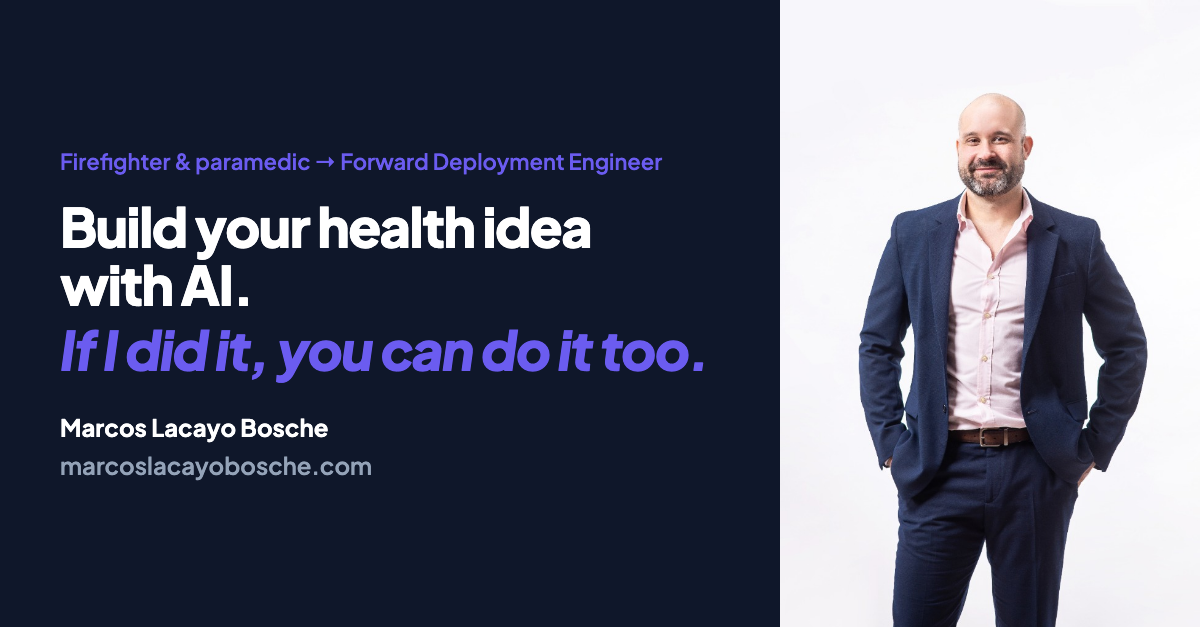 Firefighter & paramedic → Forward Deployment Engineer
Build your health idea
with AI.
If I did it, you can do it too.
Marcos Lacayo Bosche
marcoslacayobosche.com